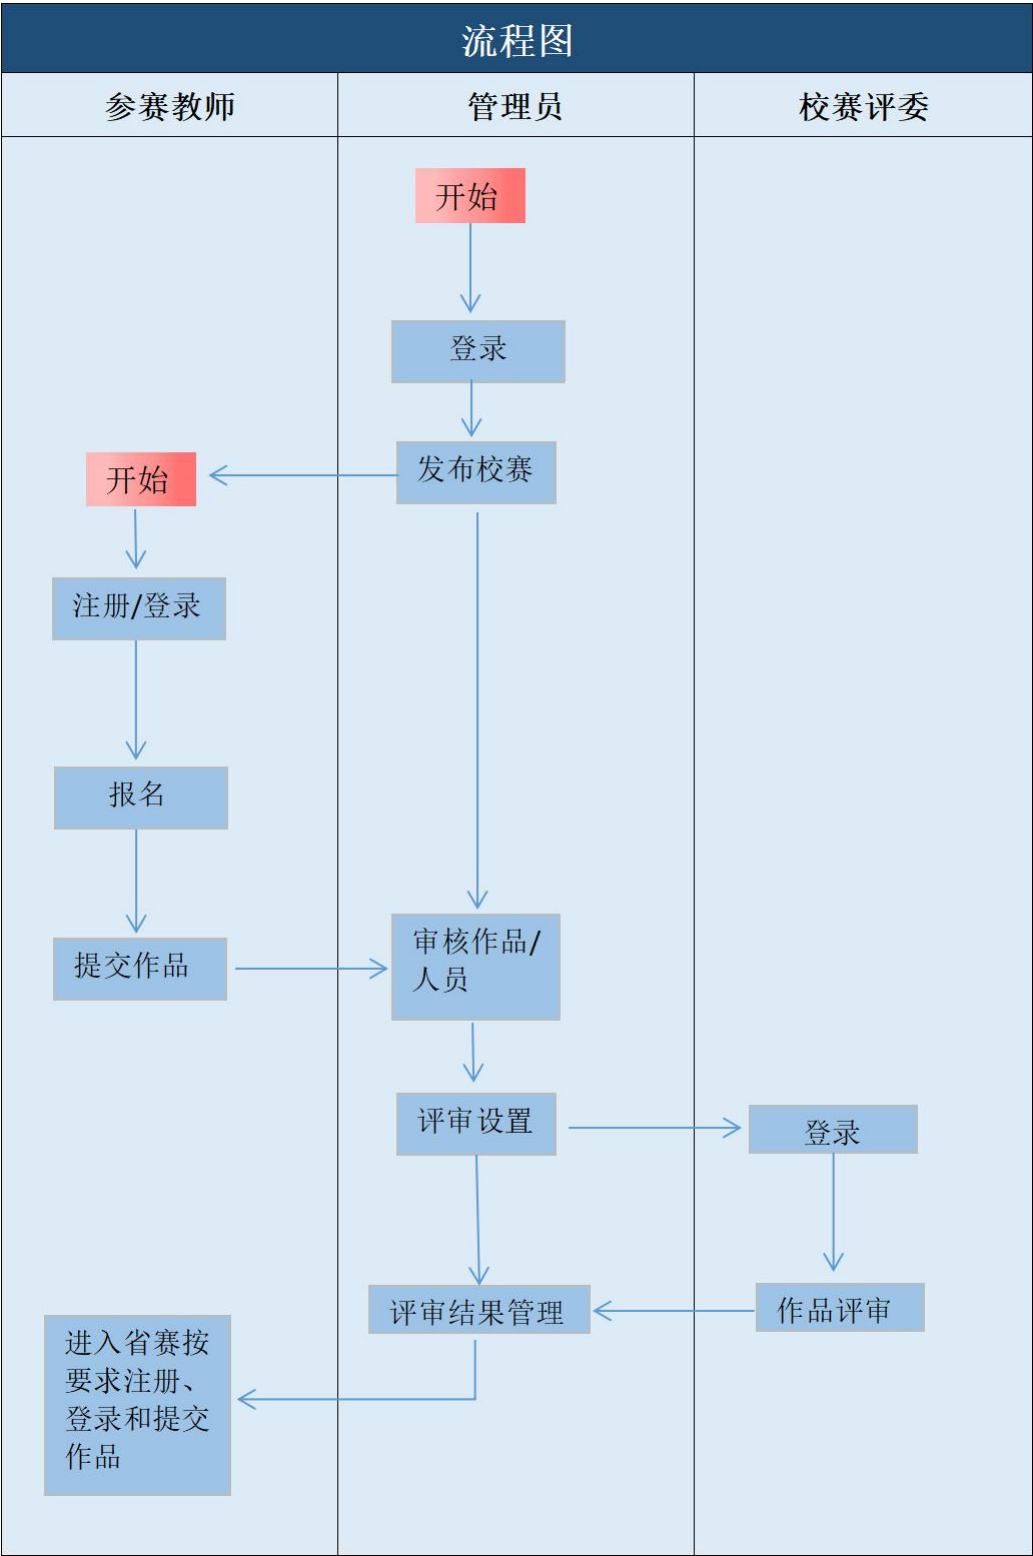 流程图
参赛教师
管理员
校赛评委
开始
登录
发布校赛
开始
注册/登录
报名
提交作品
审核作品/
人员
评审设置
登录
作品评审
评审结果管理
进入省赛按
要求注册、
登录和提交
作品